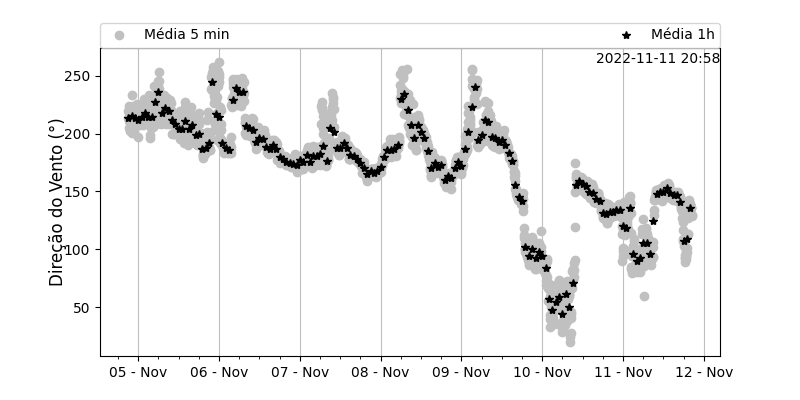 Média 5 min
Média 1h
2022-11-11 20:58
Direção do Vento (°)
250
200
150
100
50
05 - Nov
06 - Nov
07 - Nov
08 - Nov
09 - Nov
10 - Nov
11 - Nov
12 - Nov